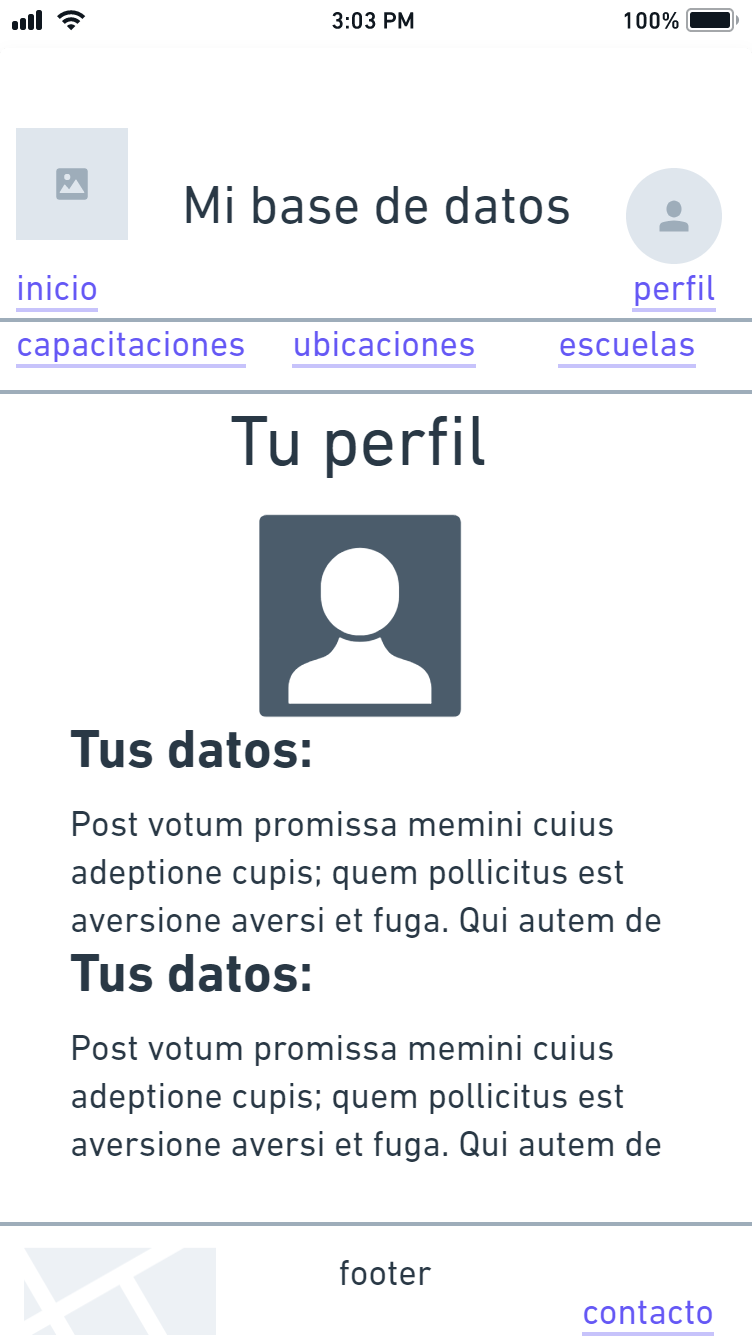 3:03 PM 100%
Mi base de datos
inicio perfil
capacitaciones ubicaciones escuelas
Tu perfil
Tus datos:
Post votum promissa memini cuius
adeptione cupis; quem pollicitus est
aversione aversi et fuga. Qui autem de
Tus datos:
Post votum promissa memini cuius
adeptione cupis; quem pollicitus est
aversione aversi et fuga. Qui autem de
footer
contacto